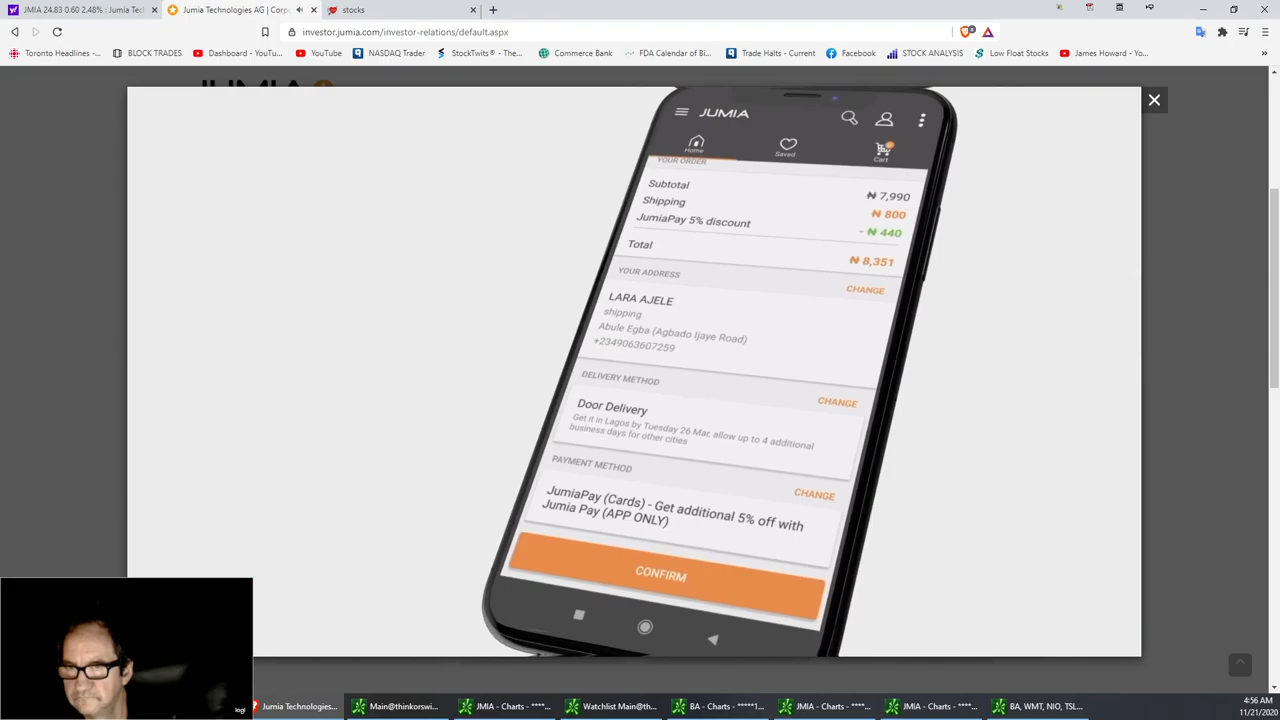 JMIA 24.83 0.60 2.48% : Jumia Tech
Jumia Technologies AG | Corp
stocks
investor.jumia.com/investor-relations/default.aspx
Toronto Headlines -...
BLOCK TRADES
Dashboard - YouTu...
YouTube
NASDAQ Trader
StockTwits® - The...
Commerce Bank
FDA Calendar of Bi...
Trade Halts - Current
Facebook
STOCK ANALYSIS
Low Float Stocks
James Howard - Yo...
JUMIA
Home
Saved
Cart
YOUR ORDER
Subtotal ₦ 7,990
Shipping ₦ 800
JumiaPay 5% discount - ₦ 440
Total ₦ 8,351
YOUR ADDRESS CHANGE
LARA AJELE
shipping
Abule Egba (Agbado Ijaye Road)
+2349063607259
DELIVERY METHOD CHANGE
Door Delivery
Get it in Lagos by Tuesday 26 Mar, allow up to 4 additional
business days for other cities
PAYMENT METHOD CHANGE
JumiaPay (Cards) - Get additional 5% off with
Jumia Pay (APP ONLY)
CONFIRM
logi
Jumia Technologies...
Main@thinkorswi...
JMIA - Charts - ****...
Watchlist Main@th...
BA - Charts - *****1...
JMIA - Charts - ****...
JMIA - Charts - ****...
BA, WMT, NIO, TSL...
4:56 AM
11/21/2020